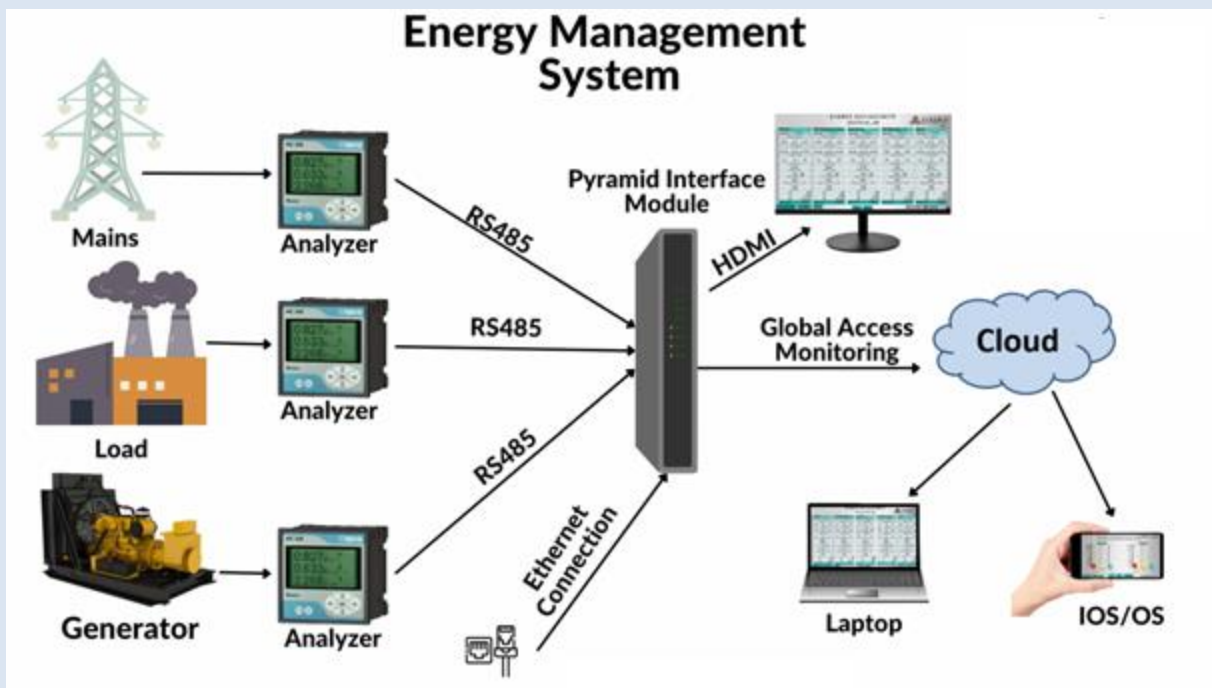 Energy Management
System
Mains
Analyzer
RS485
Pyramid Interface
Module
HDMI
Load
Analyzer
RS485
Global Access
Monitoring
Cloud
Generator
Analyzer
RS485
Ethernet
Connection
Laptop
IOS/OS